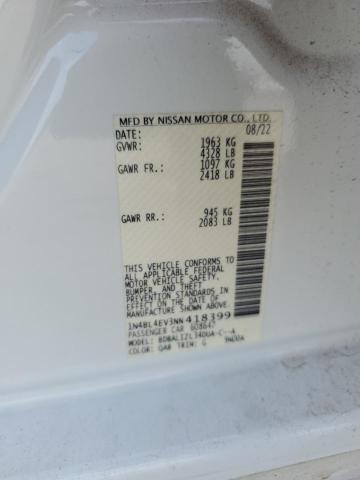 MFD BY NISSAN MOTOR CO., LTD.
DATE: 08/22
GVWR: 1963 KG
4328 LB
GAWR FR.: 1097 KG
2418 LB
GAWR RR.: 945 KG
2083 LB
THIS VEHICLE CONFORMS TO
ALL APPLICABLE FEDERAL
MOTOR VEHICLE SAFETY,
BUMPER, AND THEFT
PREVENTION STANDARDS IN
EFFECT ON THE DATE OF
MANUFACTURE SHOWN ABOVE.
1N4BL4EV3NN418399
PASSENGER CAR
MODEL:
COLOR: QAB TRIM: G